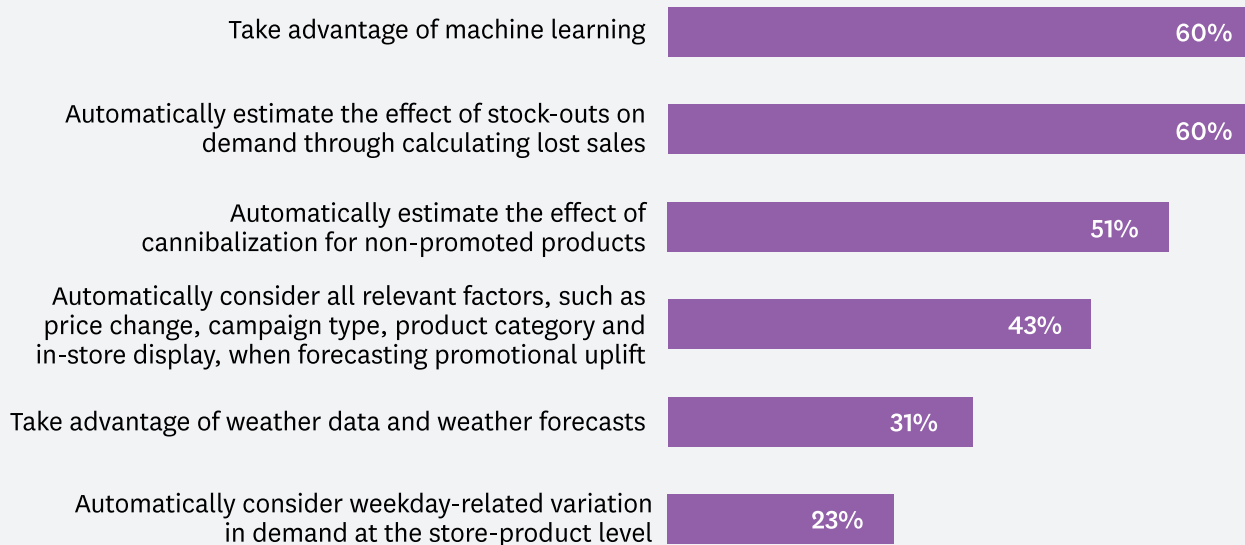 Take advantage of machine learning
60%
Automatically estimate the effect of stock-outs on
demand through calculating lost sales
60%
Automatically estimate the effect of
cannibalization for non-promoted products
51%
Automatically consider all relevant factors, such as
price change, campaign type, product category and
in-store display, when forecasting promotional uplift
43%
Take advantage of weather data and weather forecasts
31%
Automatically consider weekday-related variation
in demand at the store-product level
23%